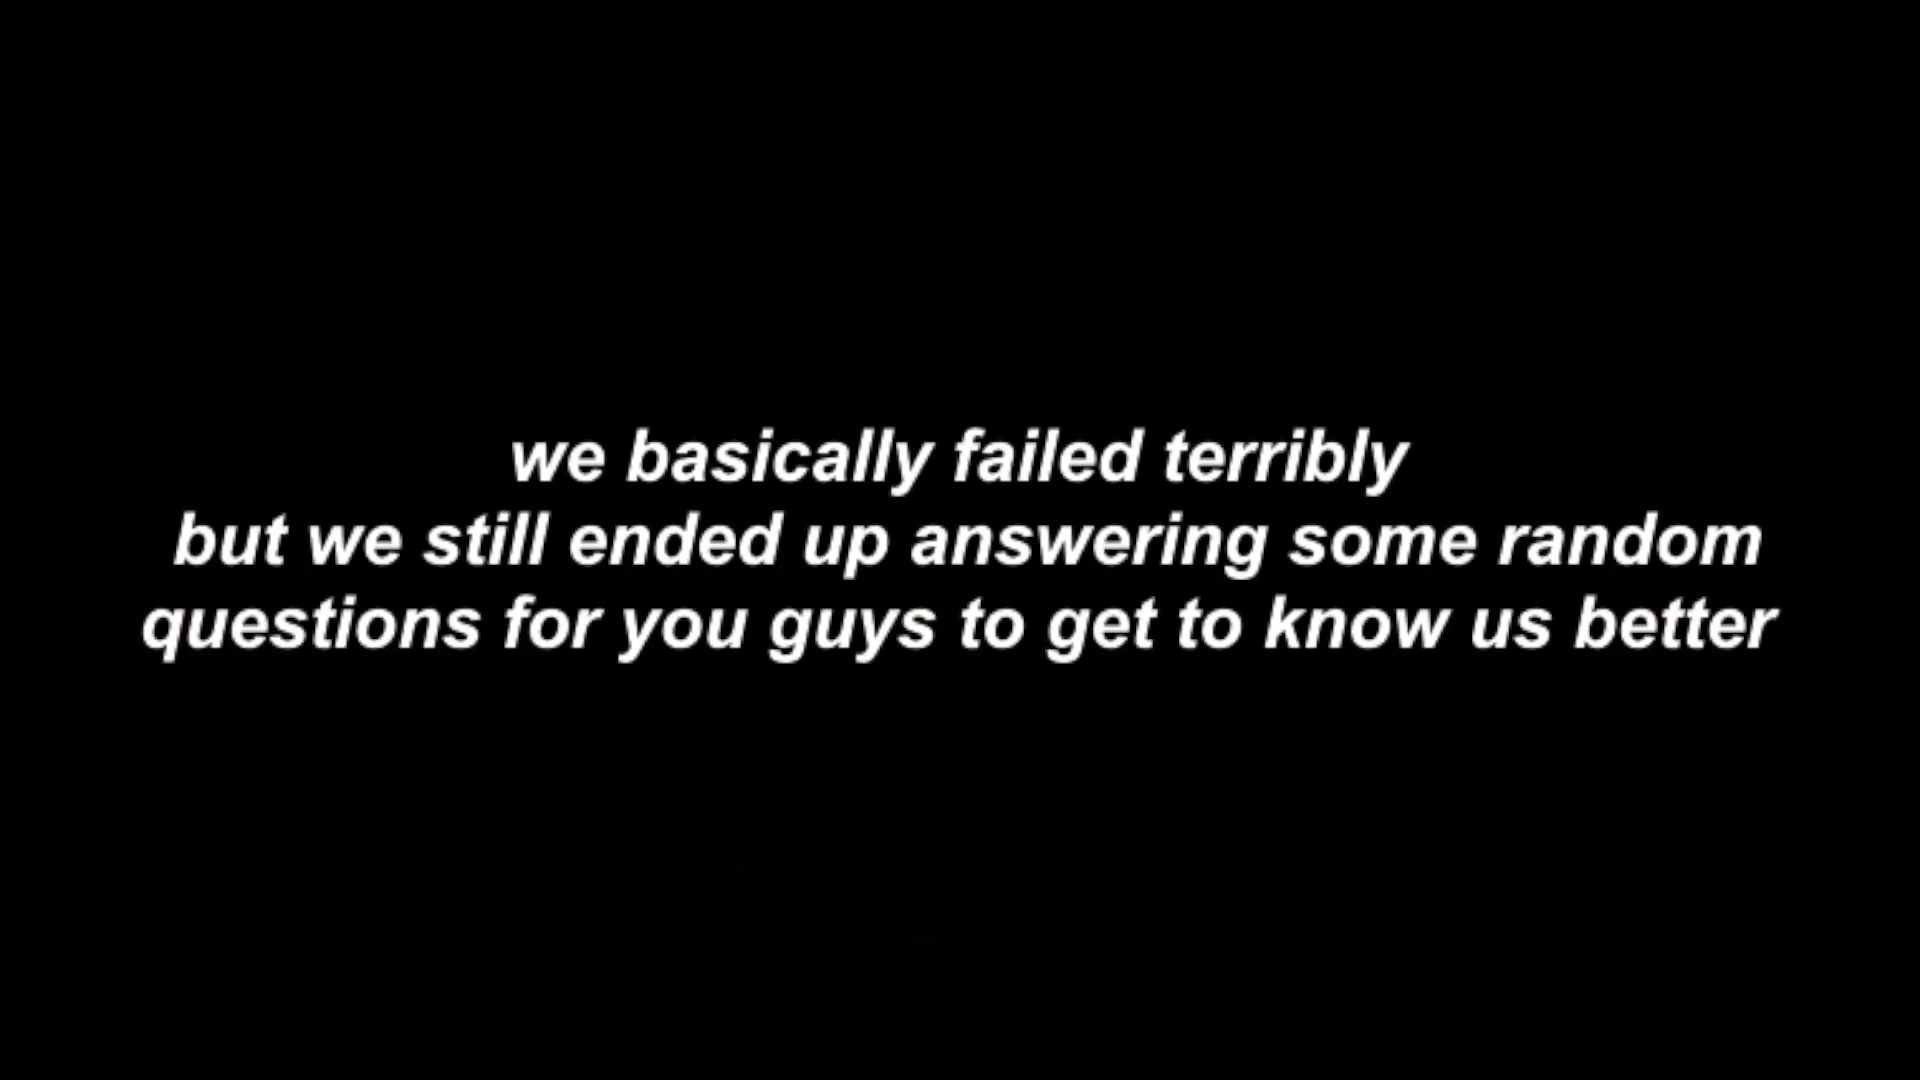 we basically failed terribly
but we still ended up answering some random
questions for you guys to get to know us better